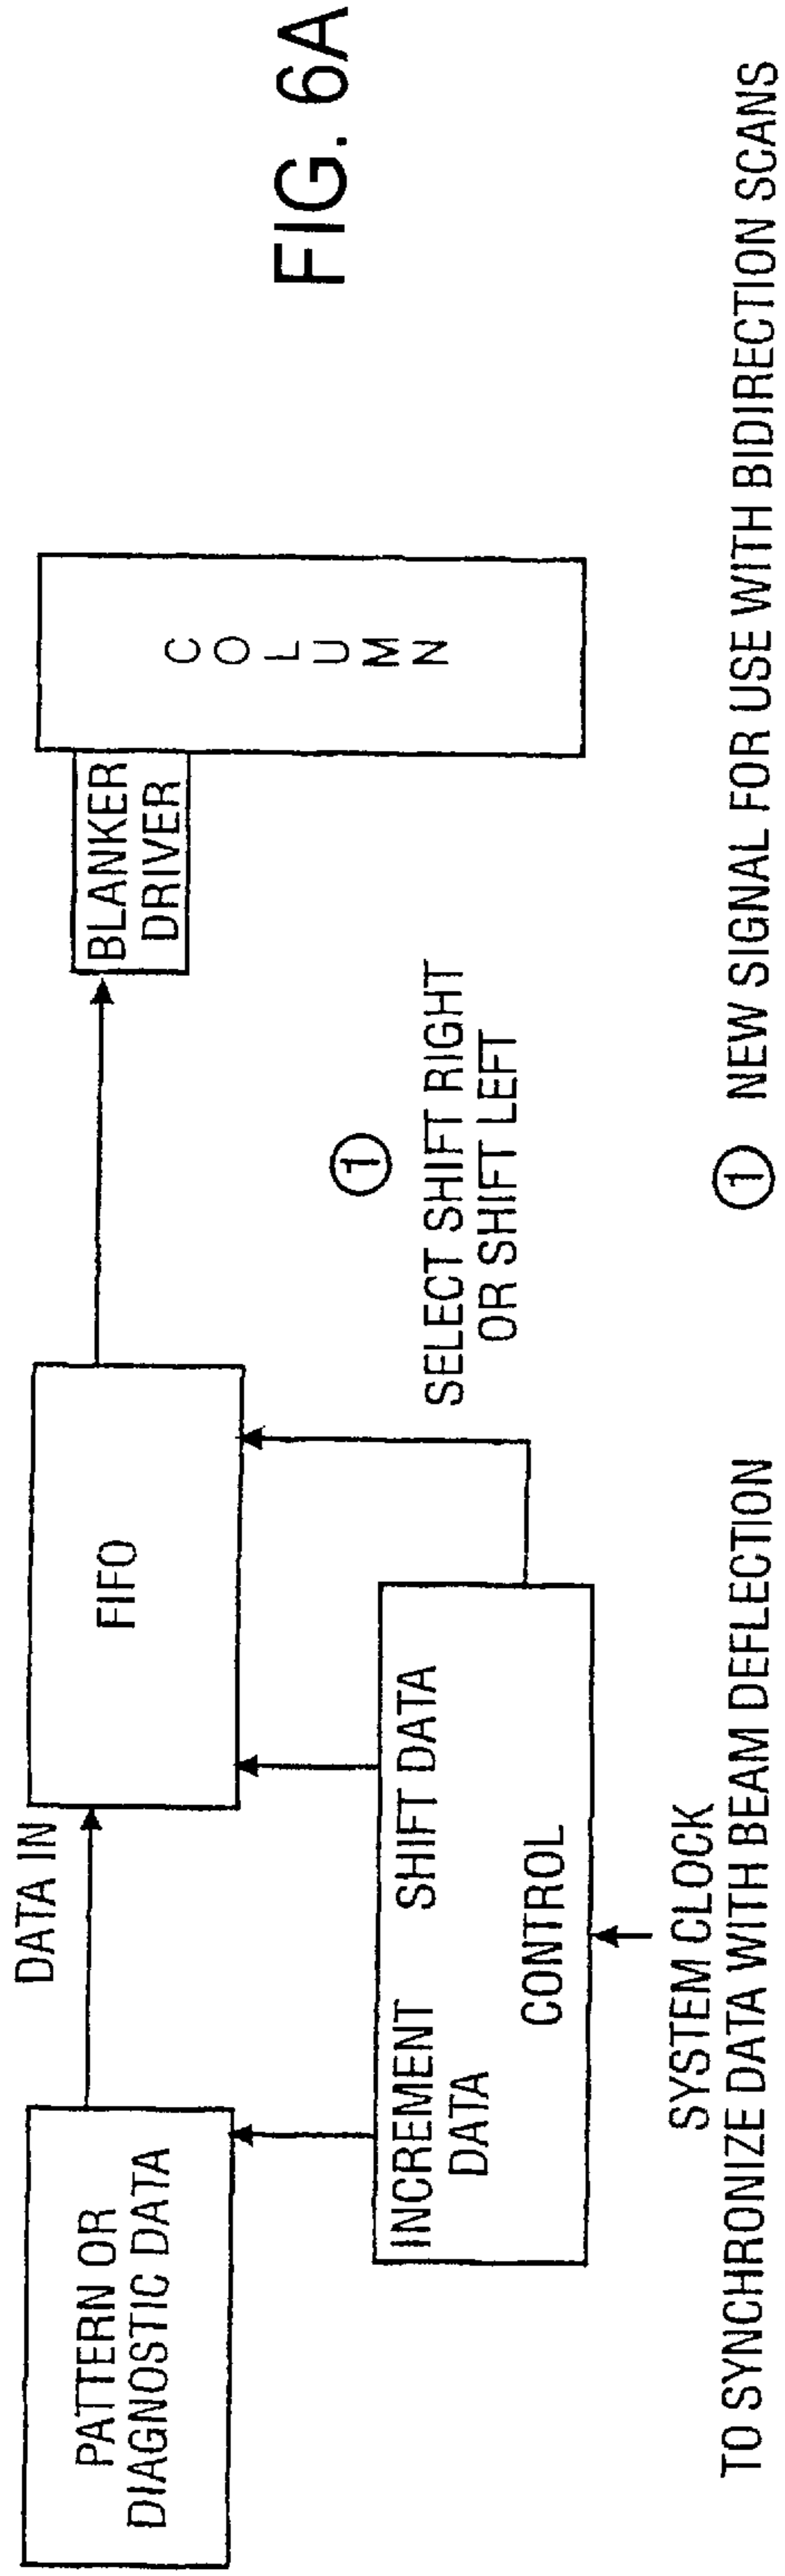 PATTERN OR
DIAGNOSTIC DATA
DATA IN
FIFO
BLANKER
DRIVER
COLUMN
INCREMENT
DATA
SHIFT DATA
CONTROL
1
SELECT SHIFT RIGHT
OR SHIFT LEFT
SYSTEM CLOCK
TO SYNCHRONIZE DATA WITH BEAM DEFLECTION
1 NEW SIGNAL FOR USE WITH BIDIRECTION SCANS
FIG. 6A